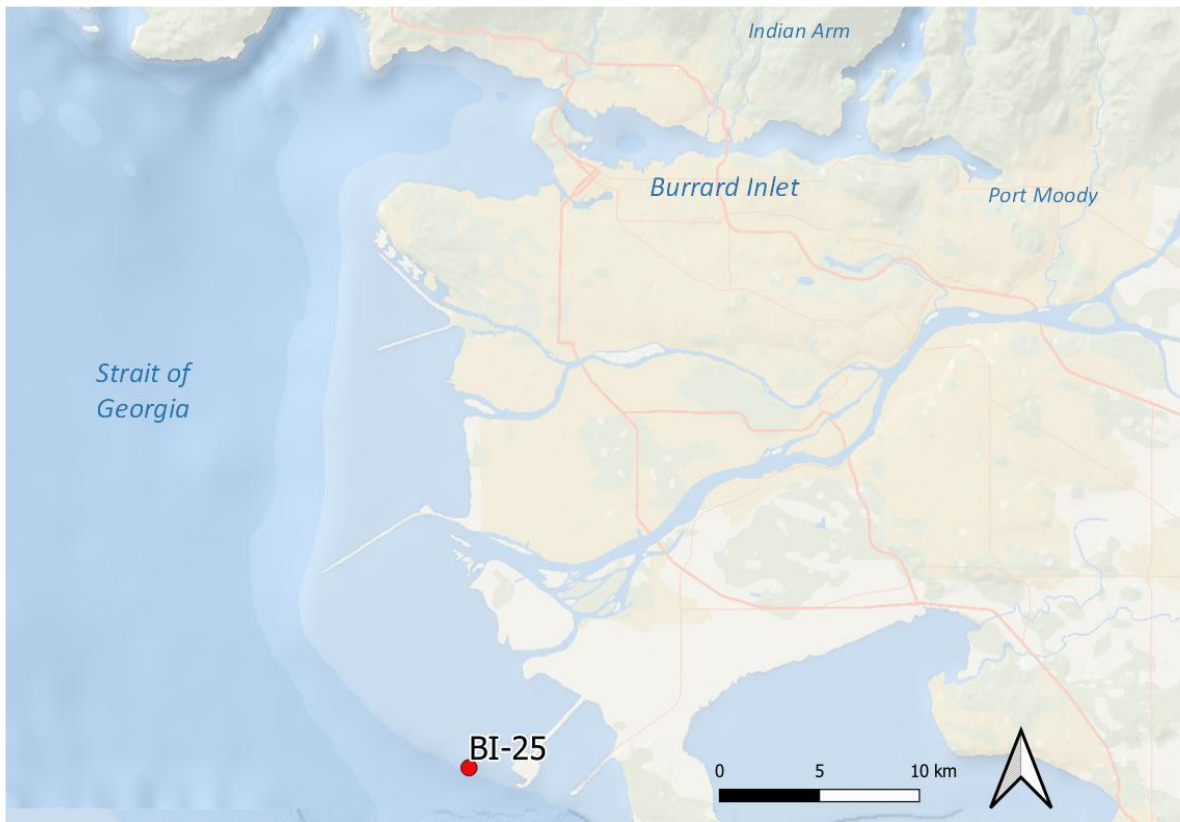 Indian Arm
Burrard Inlet
Port Moody
Strait of
Georgia
BI-25
0 5 10 km